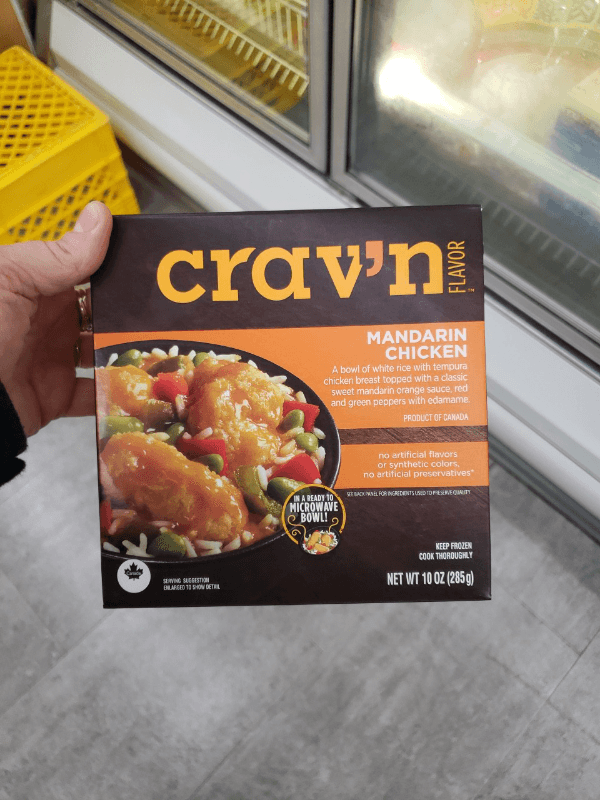 crav'n
FLAVOR™
MANDARIN
CHICKEN
A bowl of white rice with tempura
chicken breast topped with a classic
sweet mandarin orange sauce, red
and green peppers with edamame.
PRODUCT OF CANADA
no artificial flavors
or synthetic colors,
no artificial preservatives*
*SEE BACK PANEL FOR INGREDIENTS USED TO PRESERVE QUALITY
IN A READY TO
MICROWAVE
BOWL!
KEEP FROZEN
COOK THOROUGHLY
Canada
SERVING SUGGESTION
ENLARGED TO SHOW DETAIL
NET WT 10 OZ (285g)